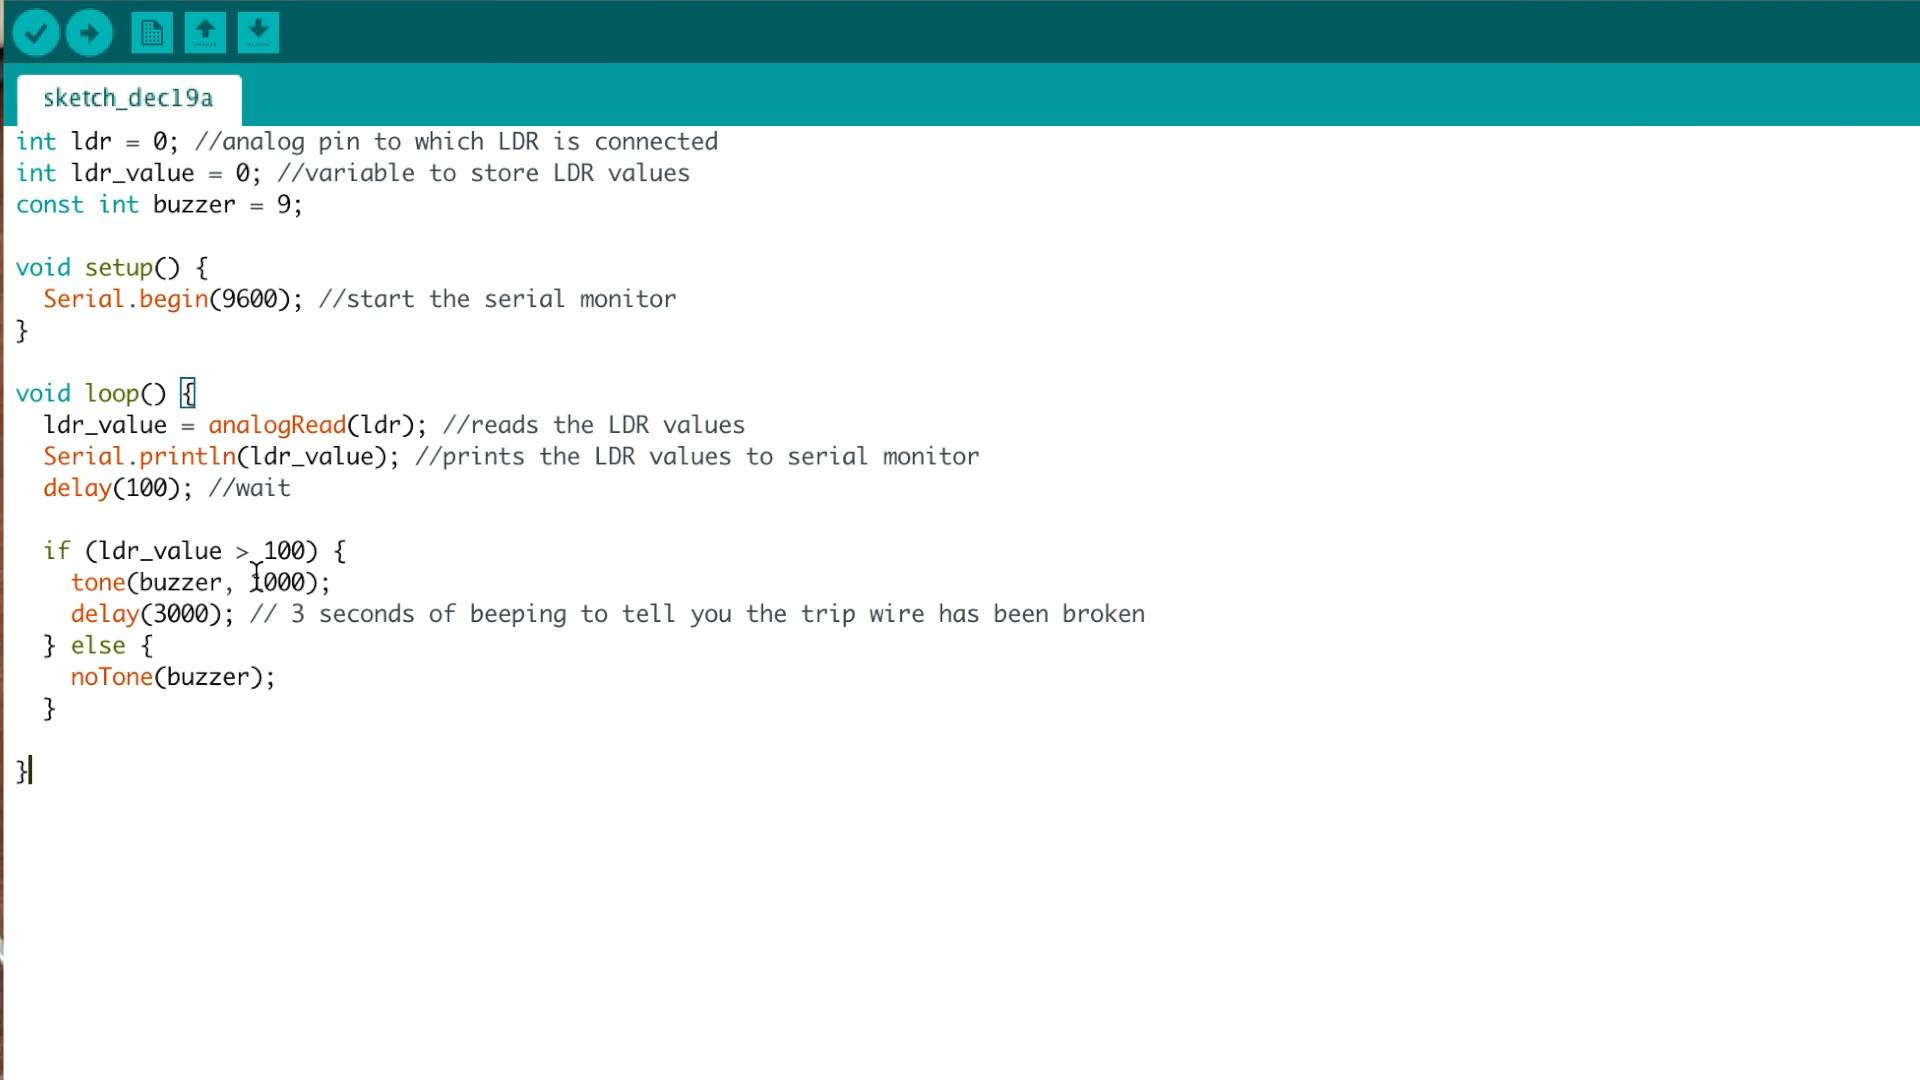 sketch_dec19a
int ldr = 0; //analog pin to which LDR is connected
int ldr_value = 0; //variable to store LDR values
const int buzzer = 9;
void setup() {
  Serial.begin(9600); //start the serial monitor
}
void loop() {
  ldr_value = analogRead(ldr); //reads the LDR values
  Serial.println(ldr_value); //prints the LDR values to serial monitor
  delay(100); //wait
  if (ldr_value > 100) {
    tone(buzzer, 1000);
    delay(3000); // 3 seconds of beeping to tell you the trip wire has been broken
  } else {
    noTone(buzzer);
  }
}